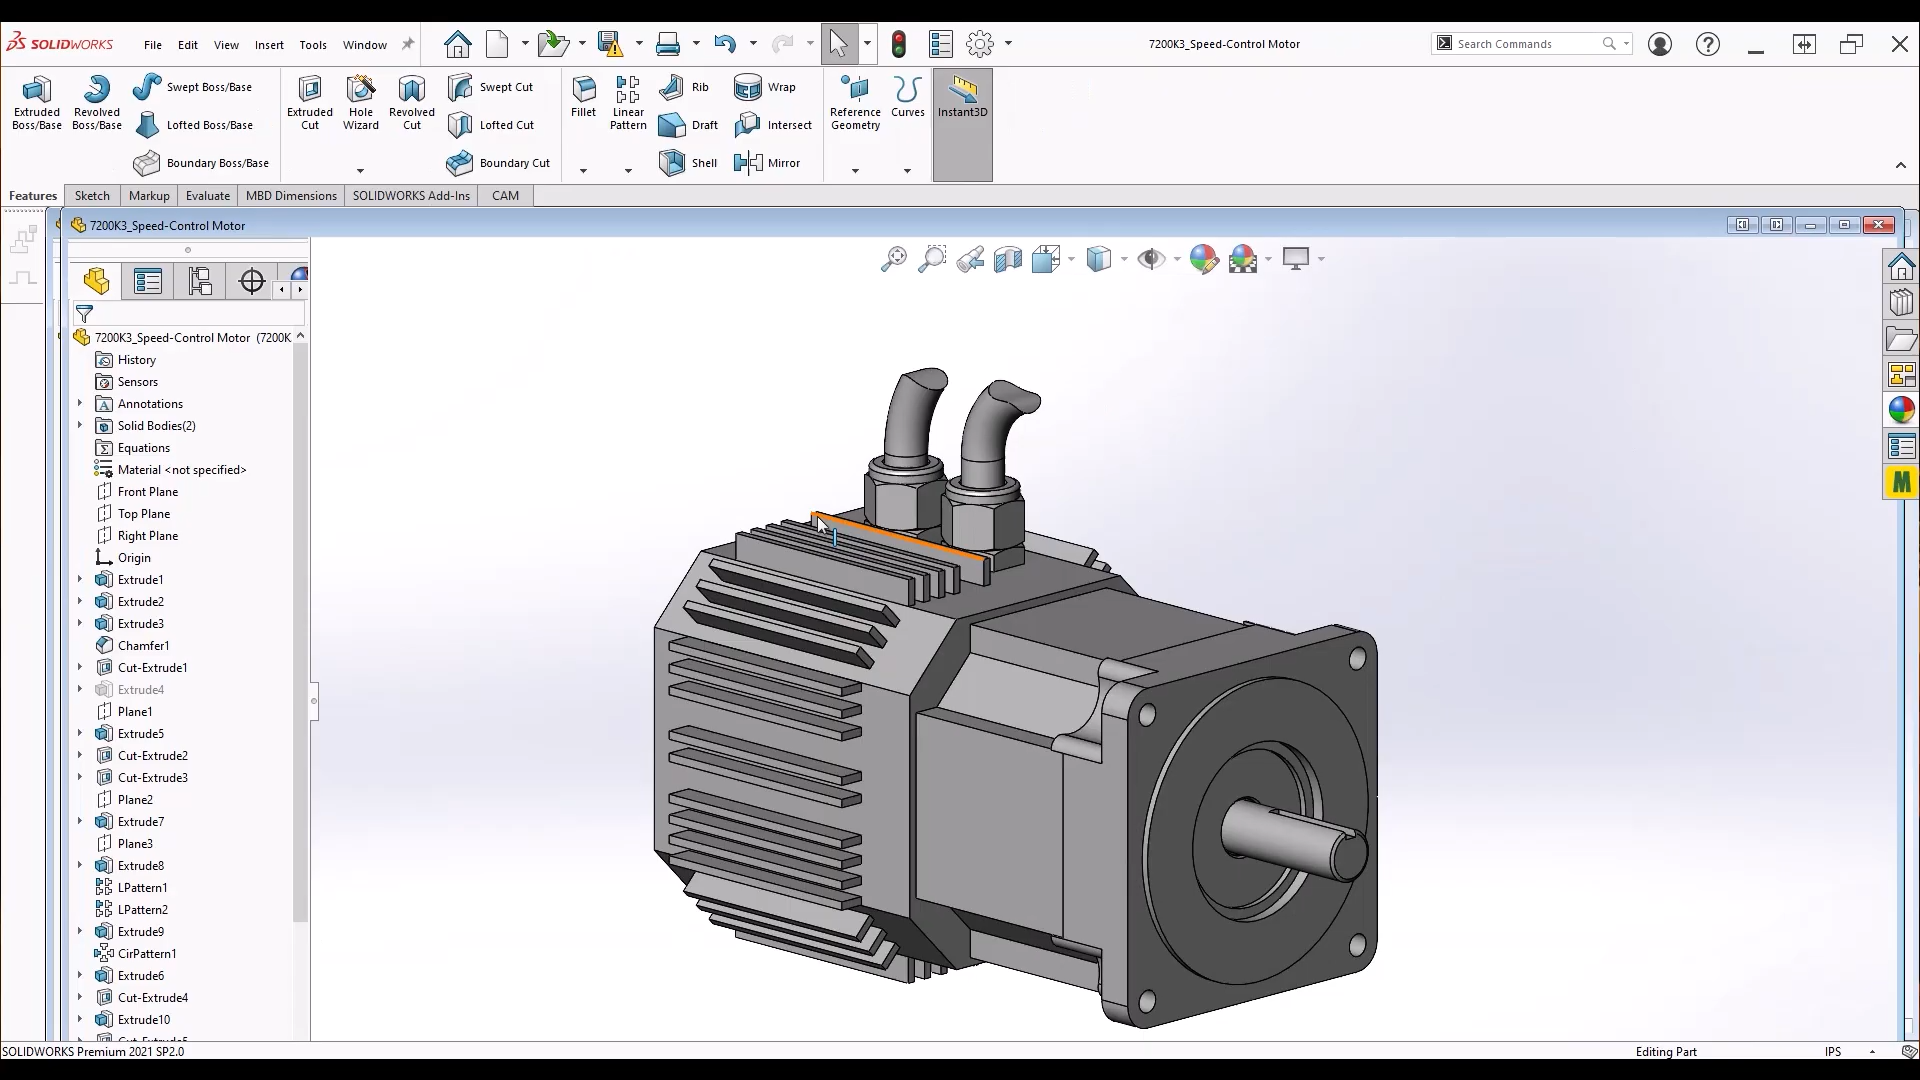 SOLIDWORKS
File Edit View Insert Tools Window
7200K3_Speed-Control Motor
Search Commands
Extruded Boss/Base
Revolved Boss/Base
Swept Boss/Base
Lofted Boss/Base
Boundary Boss/Base
Extruded Cut
Hole Wizard
Revolved Cut
Swept Cut
Lofted Cut
Boundary Cut
Fillet
Linear Pattern
Rib
Draft
Shell
Wrap
Intersect
Mirror
Reference Geometry
Curves
Instant3D
Features Sketch Markup Evaluate MBD Dimensions SOLIDWORKS Add-Ins CAM
7200K3_Speed-Control Motor
7200K3_Speed-Control Motor (7200K
History
Sensors
Annotations
Solid Bodies(2)
Equations
Material <not specified>
Front Plane
Top Plane
Right Plane
Origin
Extrude1
Extrude2
Extrude3
Chamfer1
Cut-Extrude1
Extrude4
Plane1
Extrude5
Cut-Extrude2
Cut-Extrude3
Plane2
Extrude7
Plane3
Extrude8
LPattern1
LPattern2
Extrude9
CirPattern1
Extrude6
Cut-Extrude4
Extrude10
M
SOLIDWORKS Premium 2021 SP2.0
Editing Part
IPS